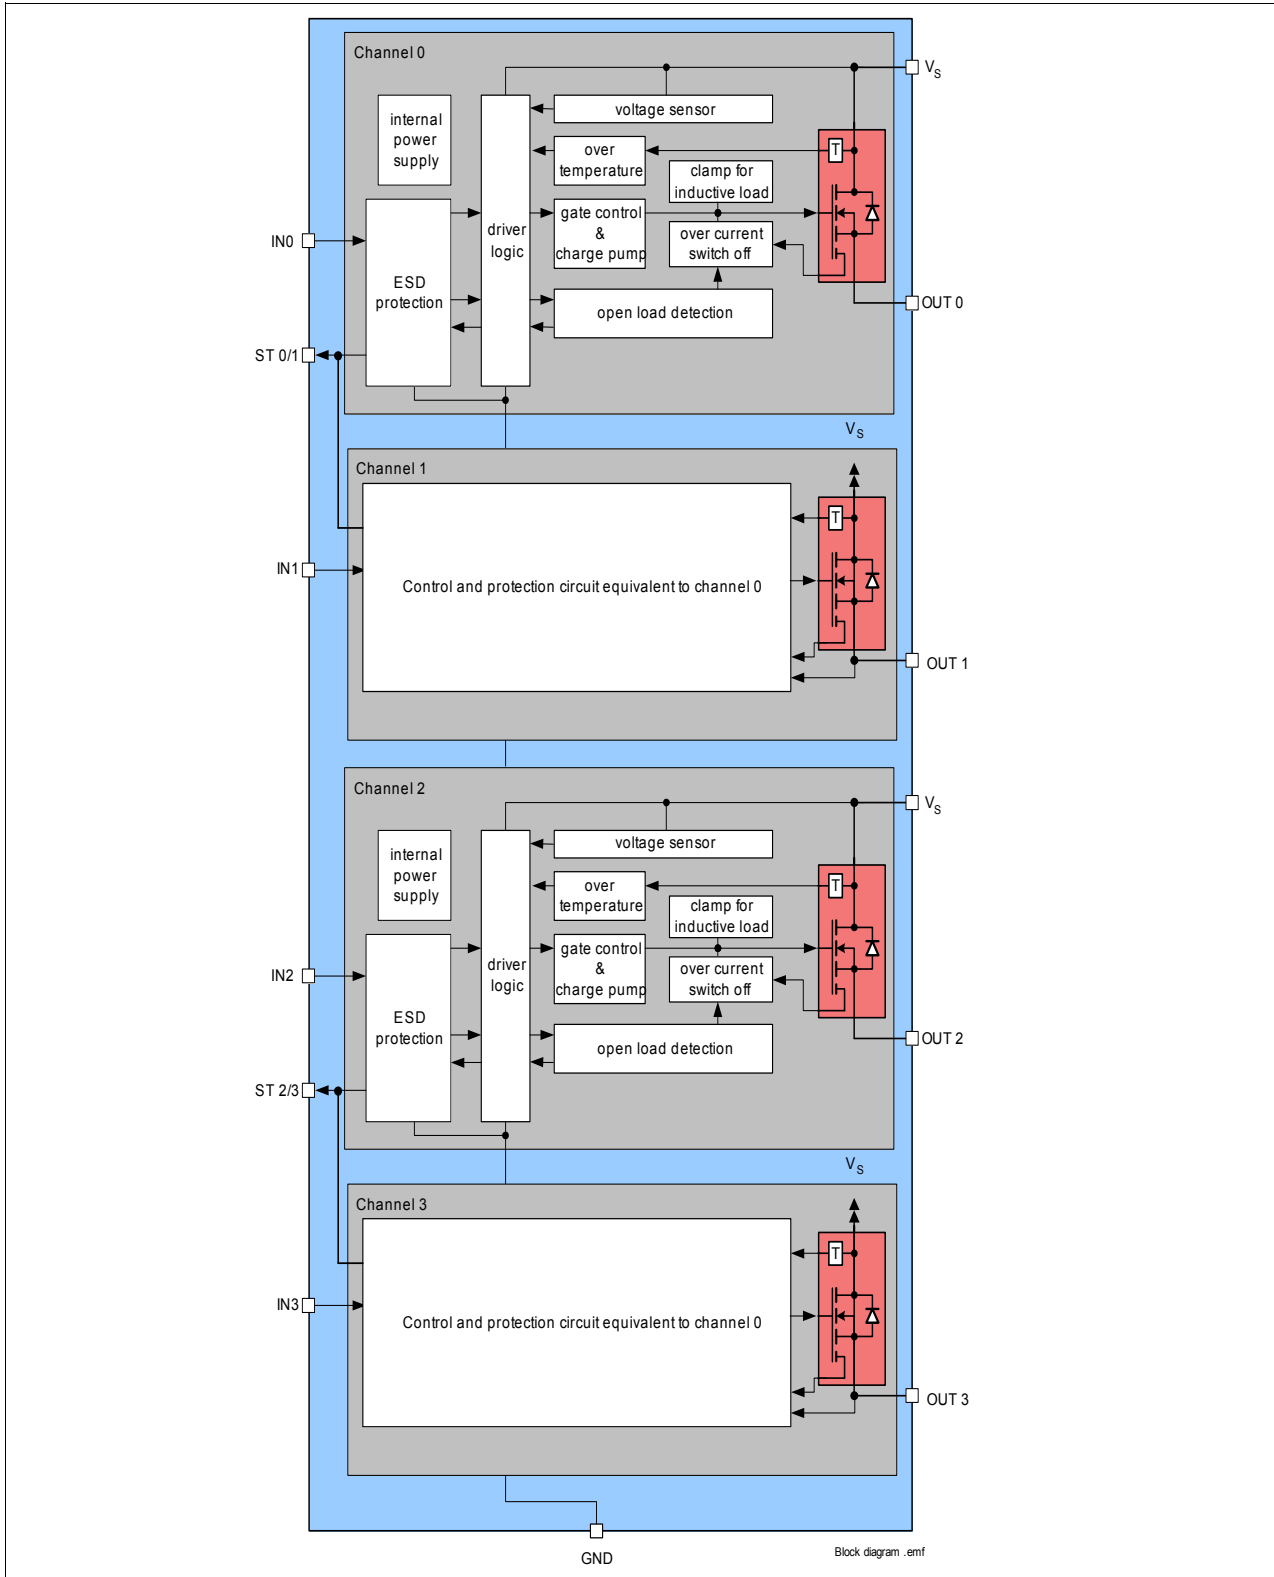 Channel 0
V_S
internal
power
supply
voltage sensor
over
temperature
T
clamp for
inductive load
gate control
&
charge pump
driver
logic
over current
switch off
IN0
ESD
protection
open load detection
OUT 0
ST 0/1
V_S
Channel 1
T
IN1
Control and protection circuit equivalent to channel 0
OUT 1
Channel 2
V_S
internal
power
supply
voltage sensor
over
temperature
T
clamp for
inductive load
gate control
&
charge pump
driver
logic
over current
switch off
IN2
ESD
protection
open load detection
OUT 2
ST 2/3
V_S
Channel 3
T
IN3
Control and protection circuit equivalent to channel 0
OUT 3
GND
Block diagram .emf